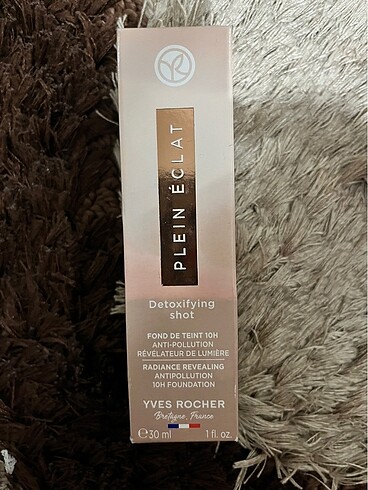 PLEIN ÉCLAT
Detoxifying
shot
FOND DE TEINT 10H
ANTI-POLLUTION
RÉVÉLATEUR DE LUMIÈRE
RADIANCE REVEALING
ANTIPOLLUTION
10H FOUNDATION
YVES ROCHER
Bretagne, France
℮30 ml 1 fl. oz.